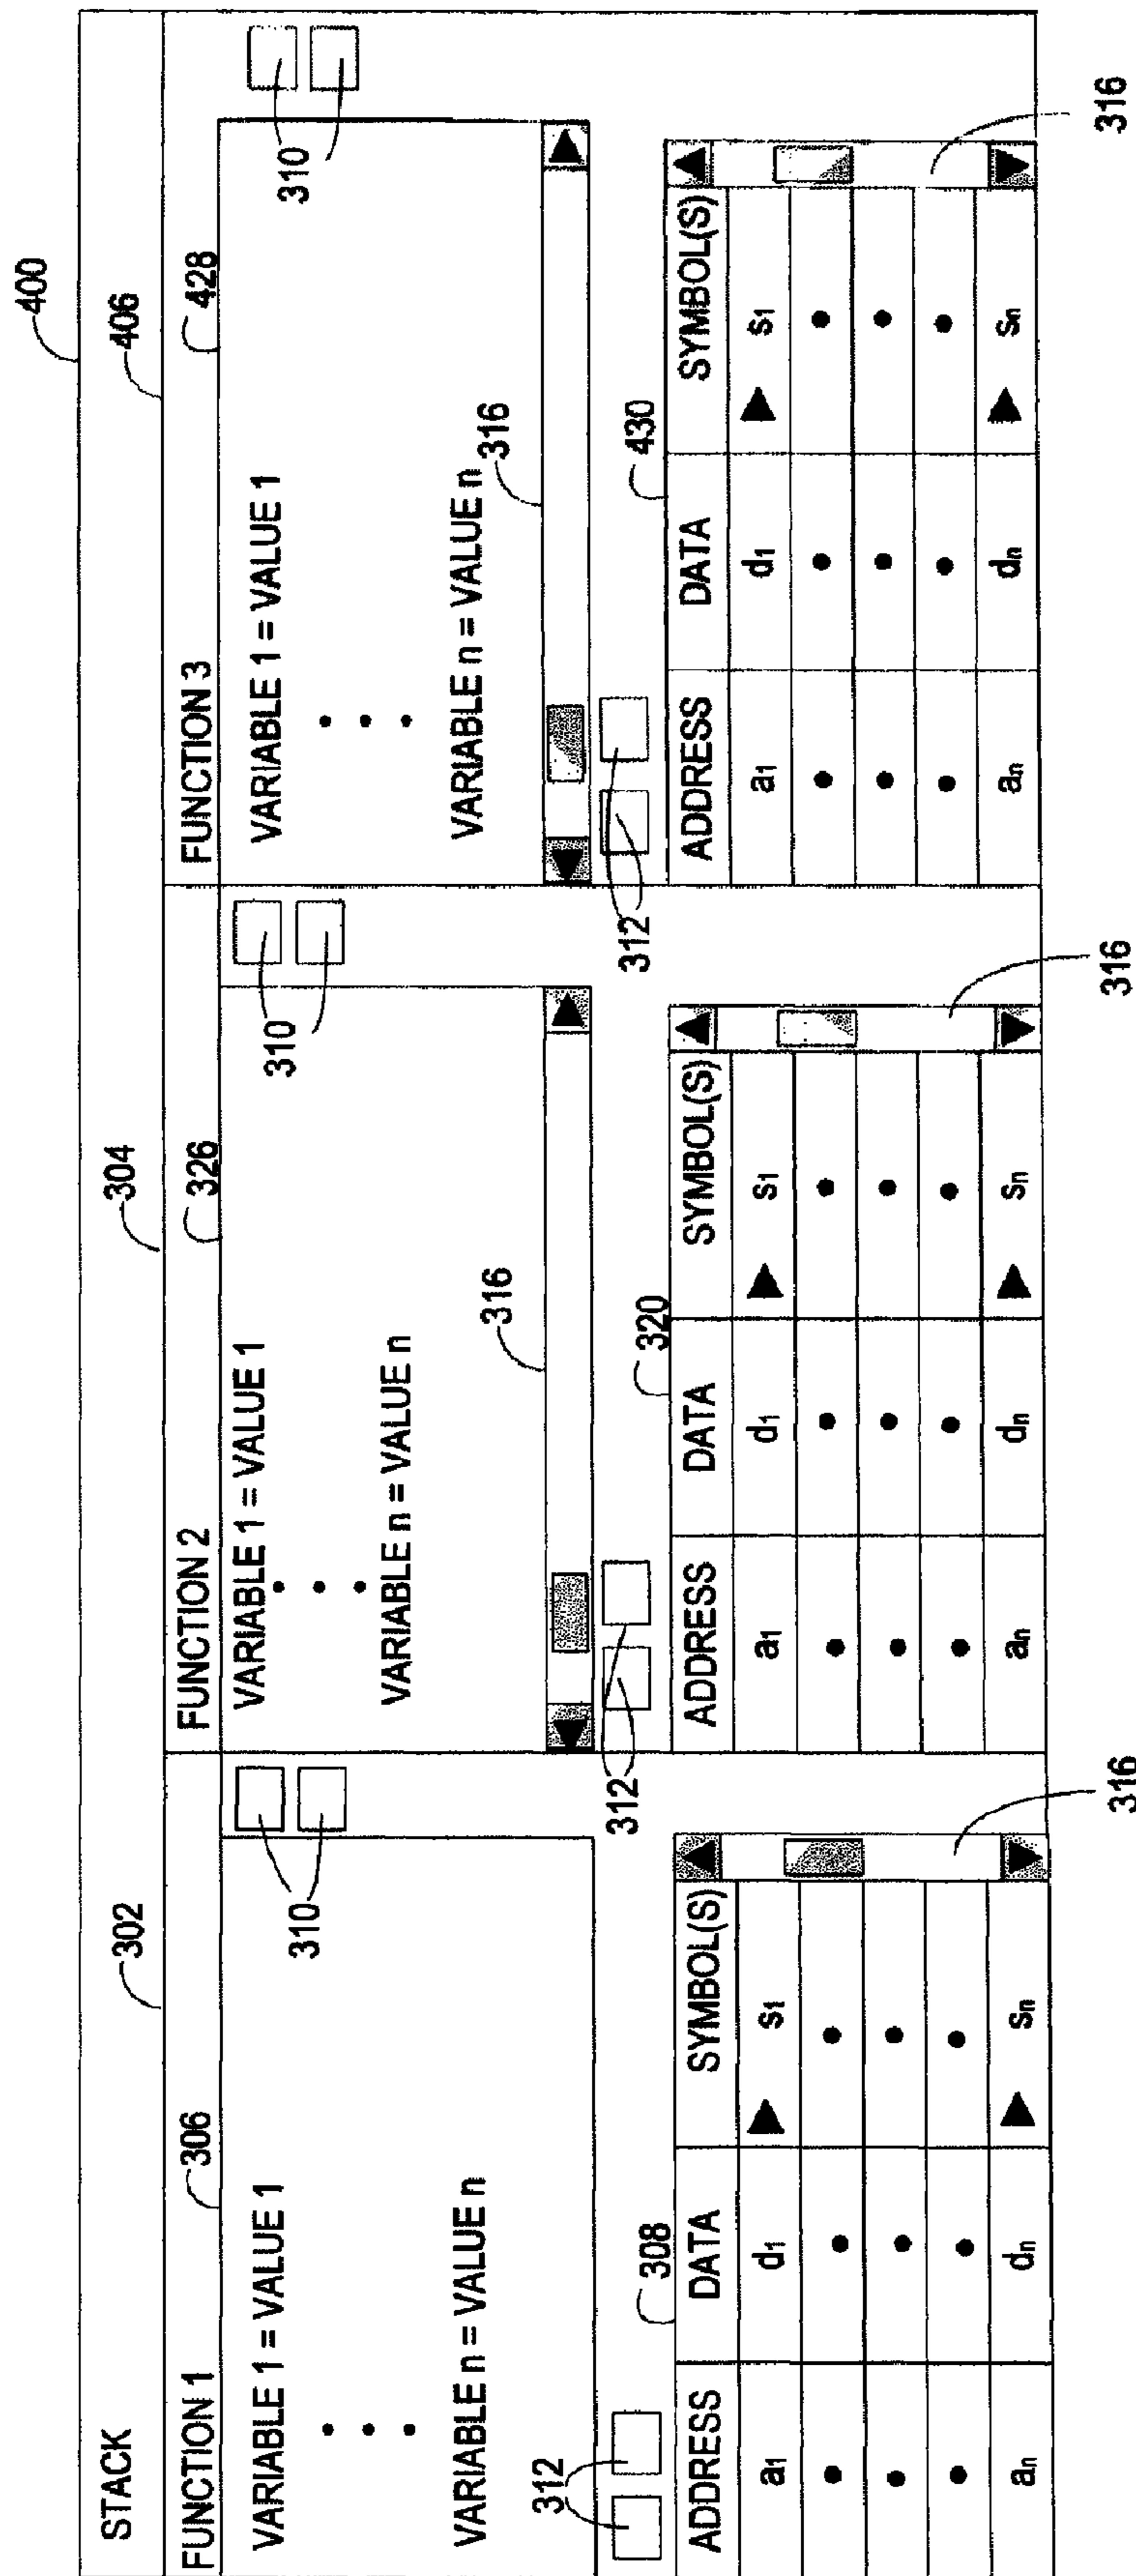 400
STACK
302
304
406
FUNCTION 1
306
FUNCTION 2
326
FUNCTION 3
428
VARIABLE 1 = VALUE 1
VARIABLE n = VALUE n
310
312
308
ADDRESS DATA SYMBOL(S)
a1 d1 s1
an dn sn
316
VARIABLE 1 = VALUE 1
VARIABLE n = VALUE n
310
316
312
320
ADDRESS DATA SYMBOL(S)
a1 d1 s1
an dn sn
316
VARIABLE 1 = VALUE 1
VARIABLE n = VALUE n
310
316
312
430
ADDRESS DATA SYMBOL(S)
a1 d1 s1
an dn sn
316